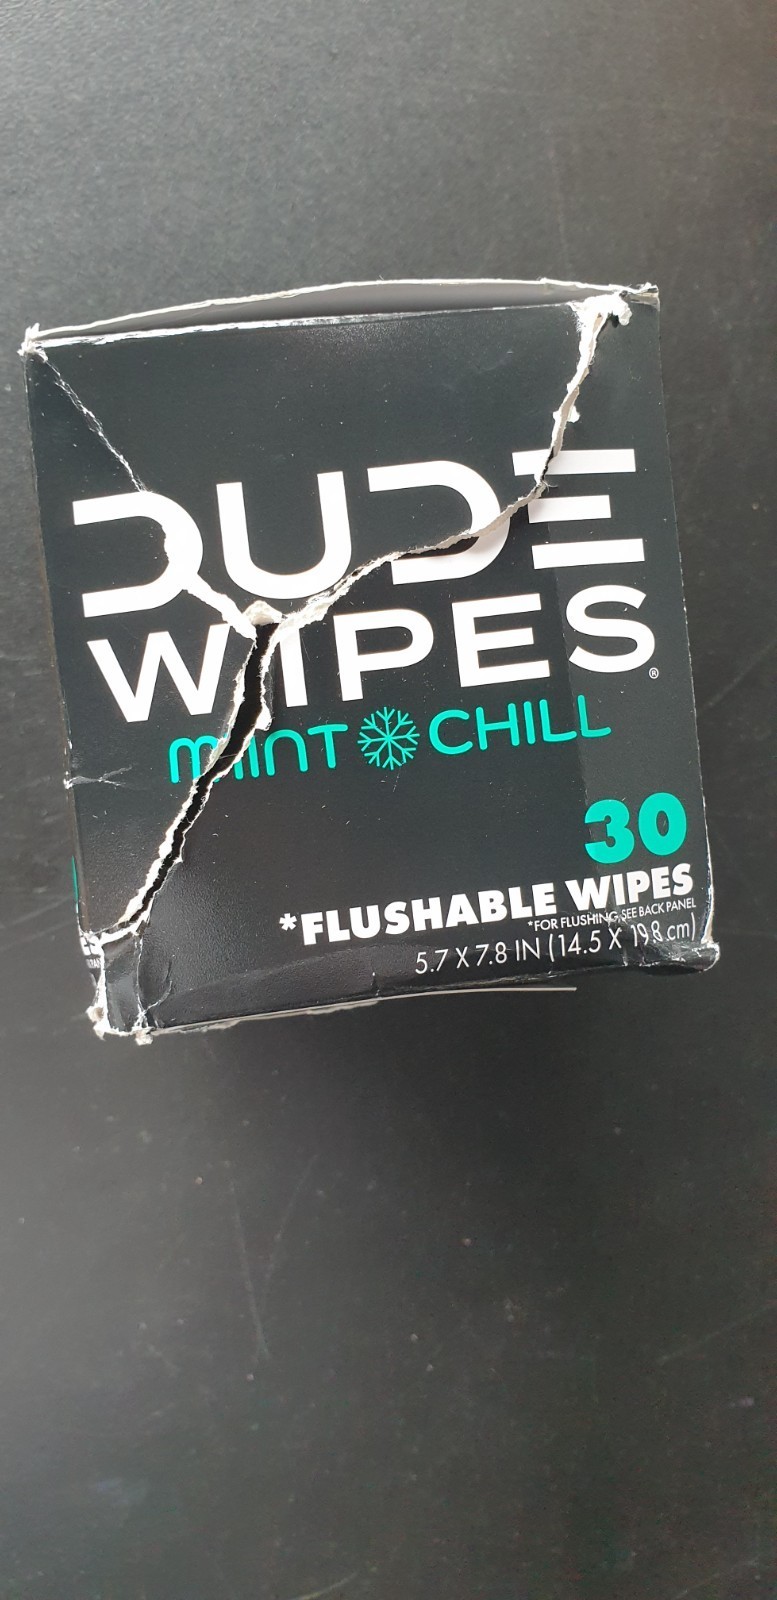 DUDE
WIPES®
MINT CHILL
30
*FLUSHABLE WIPES
*FOR FLUSHING, SEE BACK PANEL
5.7 X 7.8 IN (14.5 X 19.8 cm)